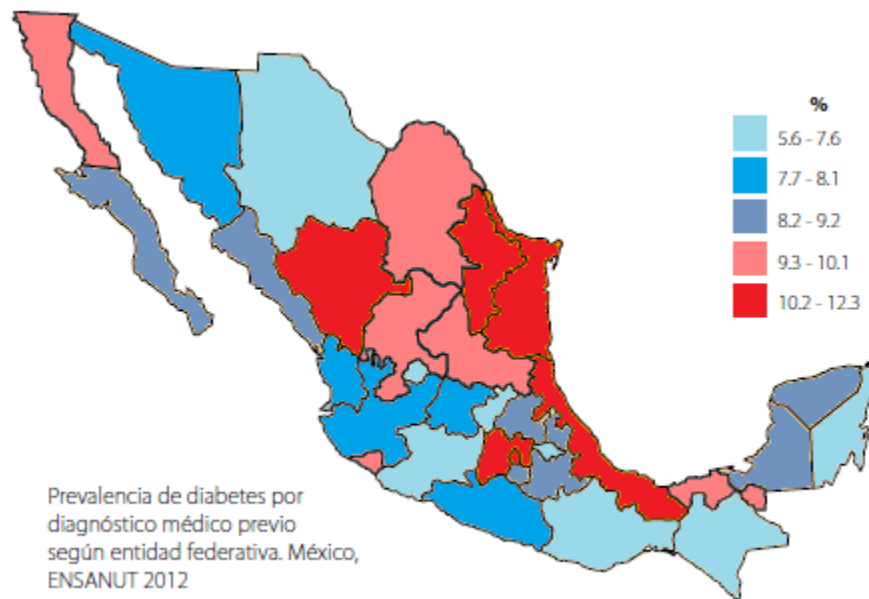 %
5.6 - 7.6
7.7 - 8.1
8.2 - 9.2
9.3 - 10.1
10.2 - 12.3
Prevalencia de diabetes por
diagnóstico médico previo
según entidad federativa. México,
ENSANUT 2012